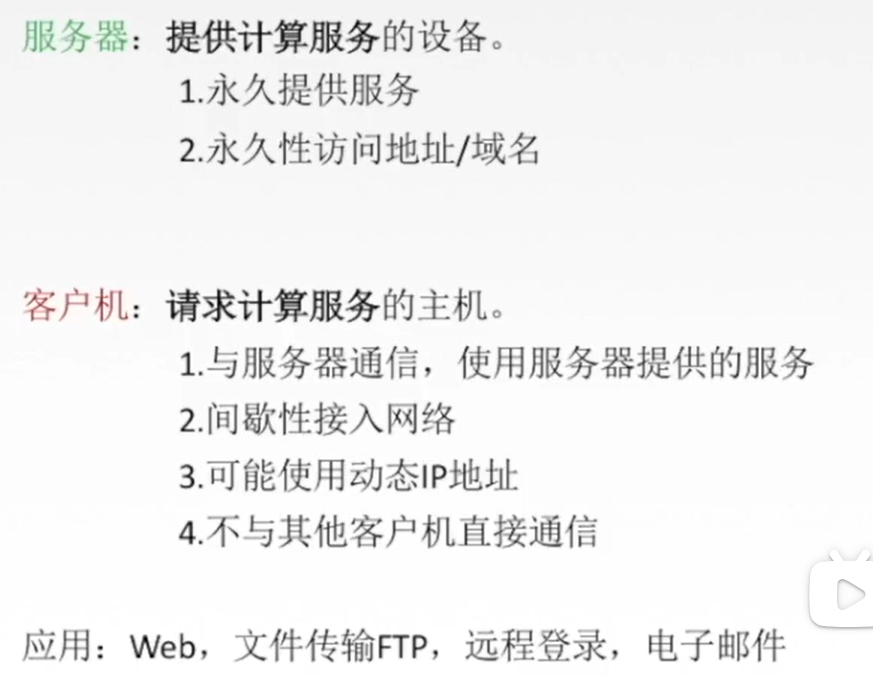 服务器：提供计算服务的设备。
1.永久提供服务
2.永久性访问地址/域名
客户机：请求计算服务的主机。
1.与服务器通信，使用服务器提供的服务
2.间歇性接入网络
3.可能使用动态IP地址
4.不与其他客户机直接通信
应用：Web，文件传输FTP，远程登录，电子邮件